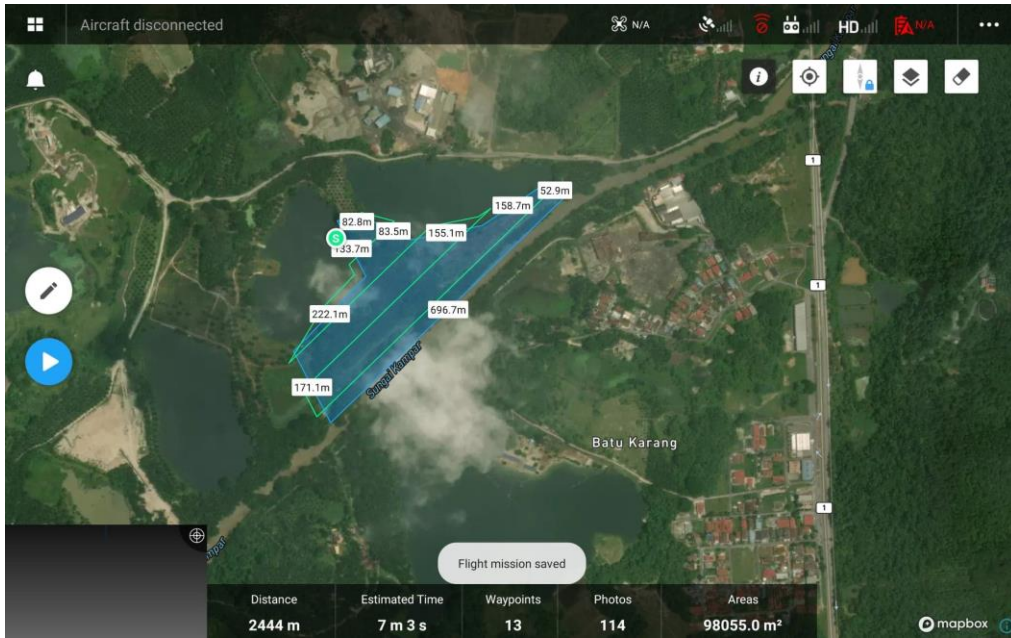 Aircraft disconnected
N/A
HD
N/A
i
1
52.9m
158.7m
82.8m
83.5m
155.1m
S
133.7m
1
222.1m
696.7m
Sungai Kampar
171.1m
Batu Karang
1
Flight mission saved
Distance
Estimated Time
Waypoints
Photos
Areas
2444 m
7 m 3 s
13
114
98055.0 m²
mapbox